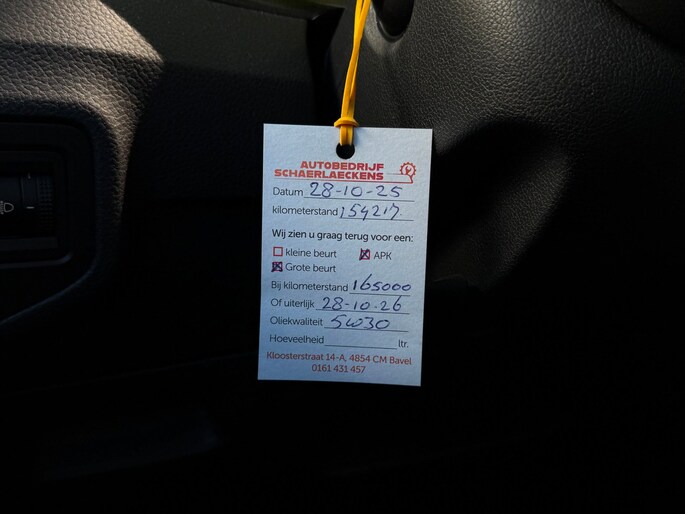 AUTOBEDRIJF
SCHAERLAECKENS
Datum 28-10-25
kilometerstand 154217
Wij zien u graag terug voor een:
kleine beurt APK
Grote beurt
Bij kilometerstand 165000
Of uiterlijk 28-10-26
Oliekwaliteit 5W30
Hoeveelheid ltr.
Kloosterstraat 14-A, 4854 CM Bavel
0161 431 457